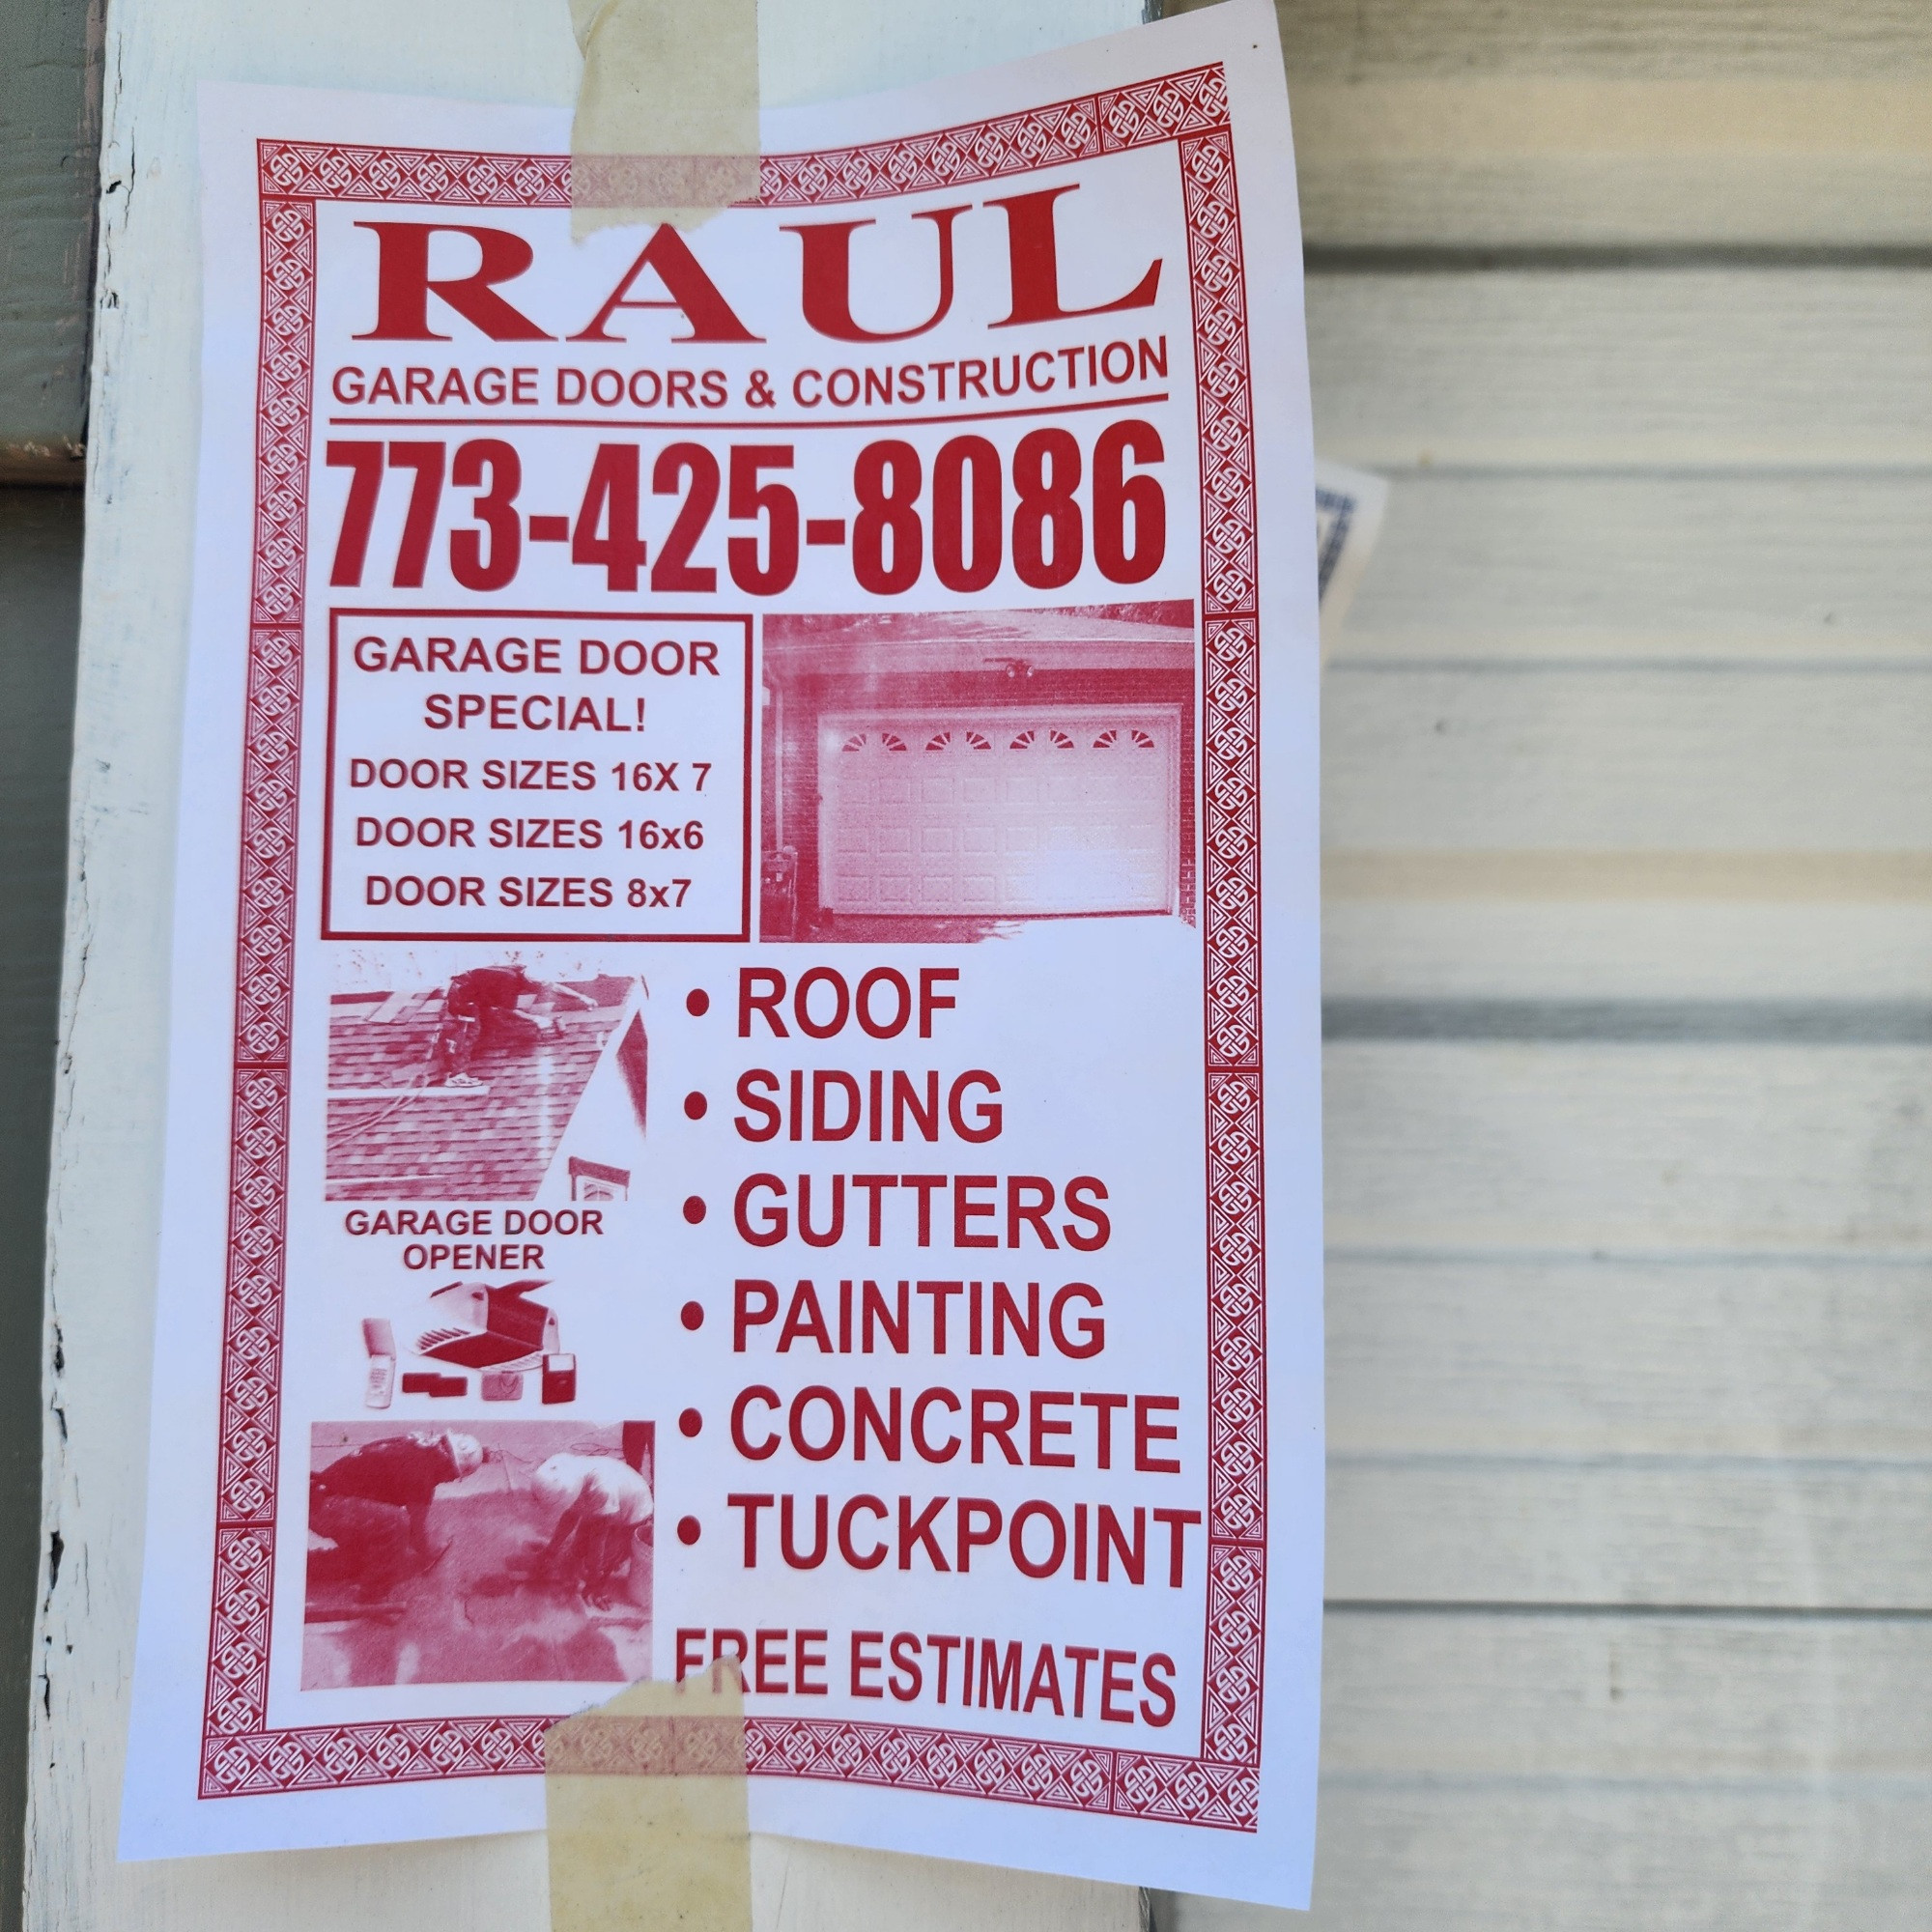 RAUL
GARAGE DOORS & CONSTRUCTION
773-425-8086
GARAGE DOOR
SPECIAL!
DOOR SIZES 16X 7
DOOR SIZES 16x6
DOOR SIZES 8x7
• ROOF
• SIDING
• GUTTERS
• PAINTING
• CONCRETE
• TUCKPOINT
GARAGE DOOR
OPENER
FREE ESTIMATES